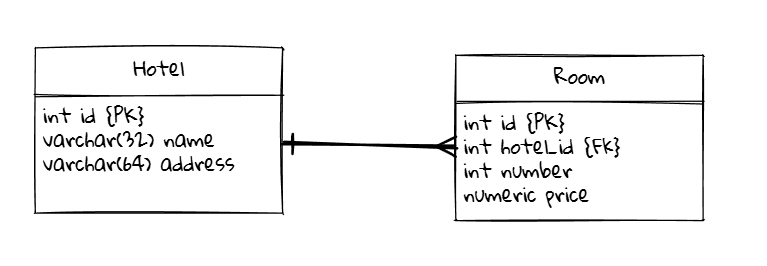 Hotel
int id {PK}
varchar(32) name
varchar(64) address
Room
int id {PK}
int hotel_id {FK}
int number
numeric price